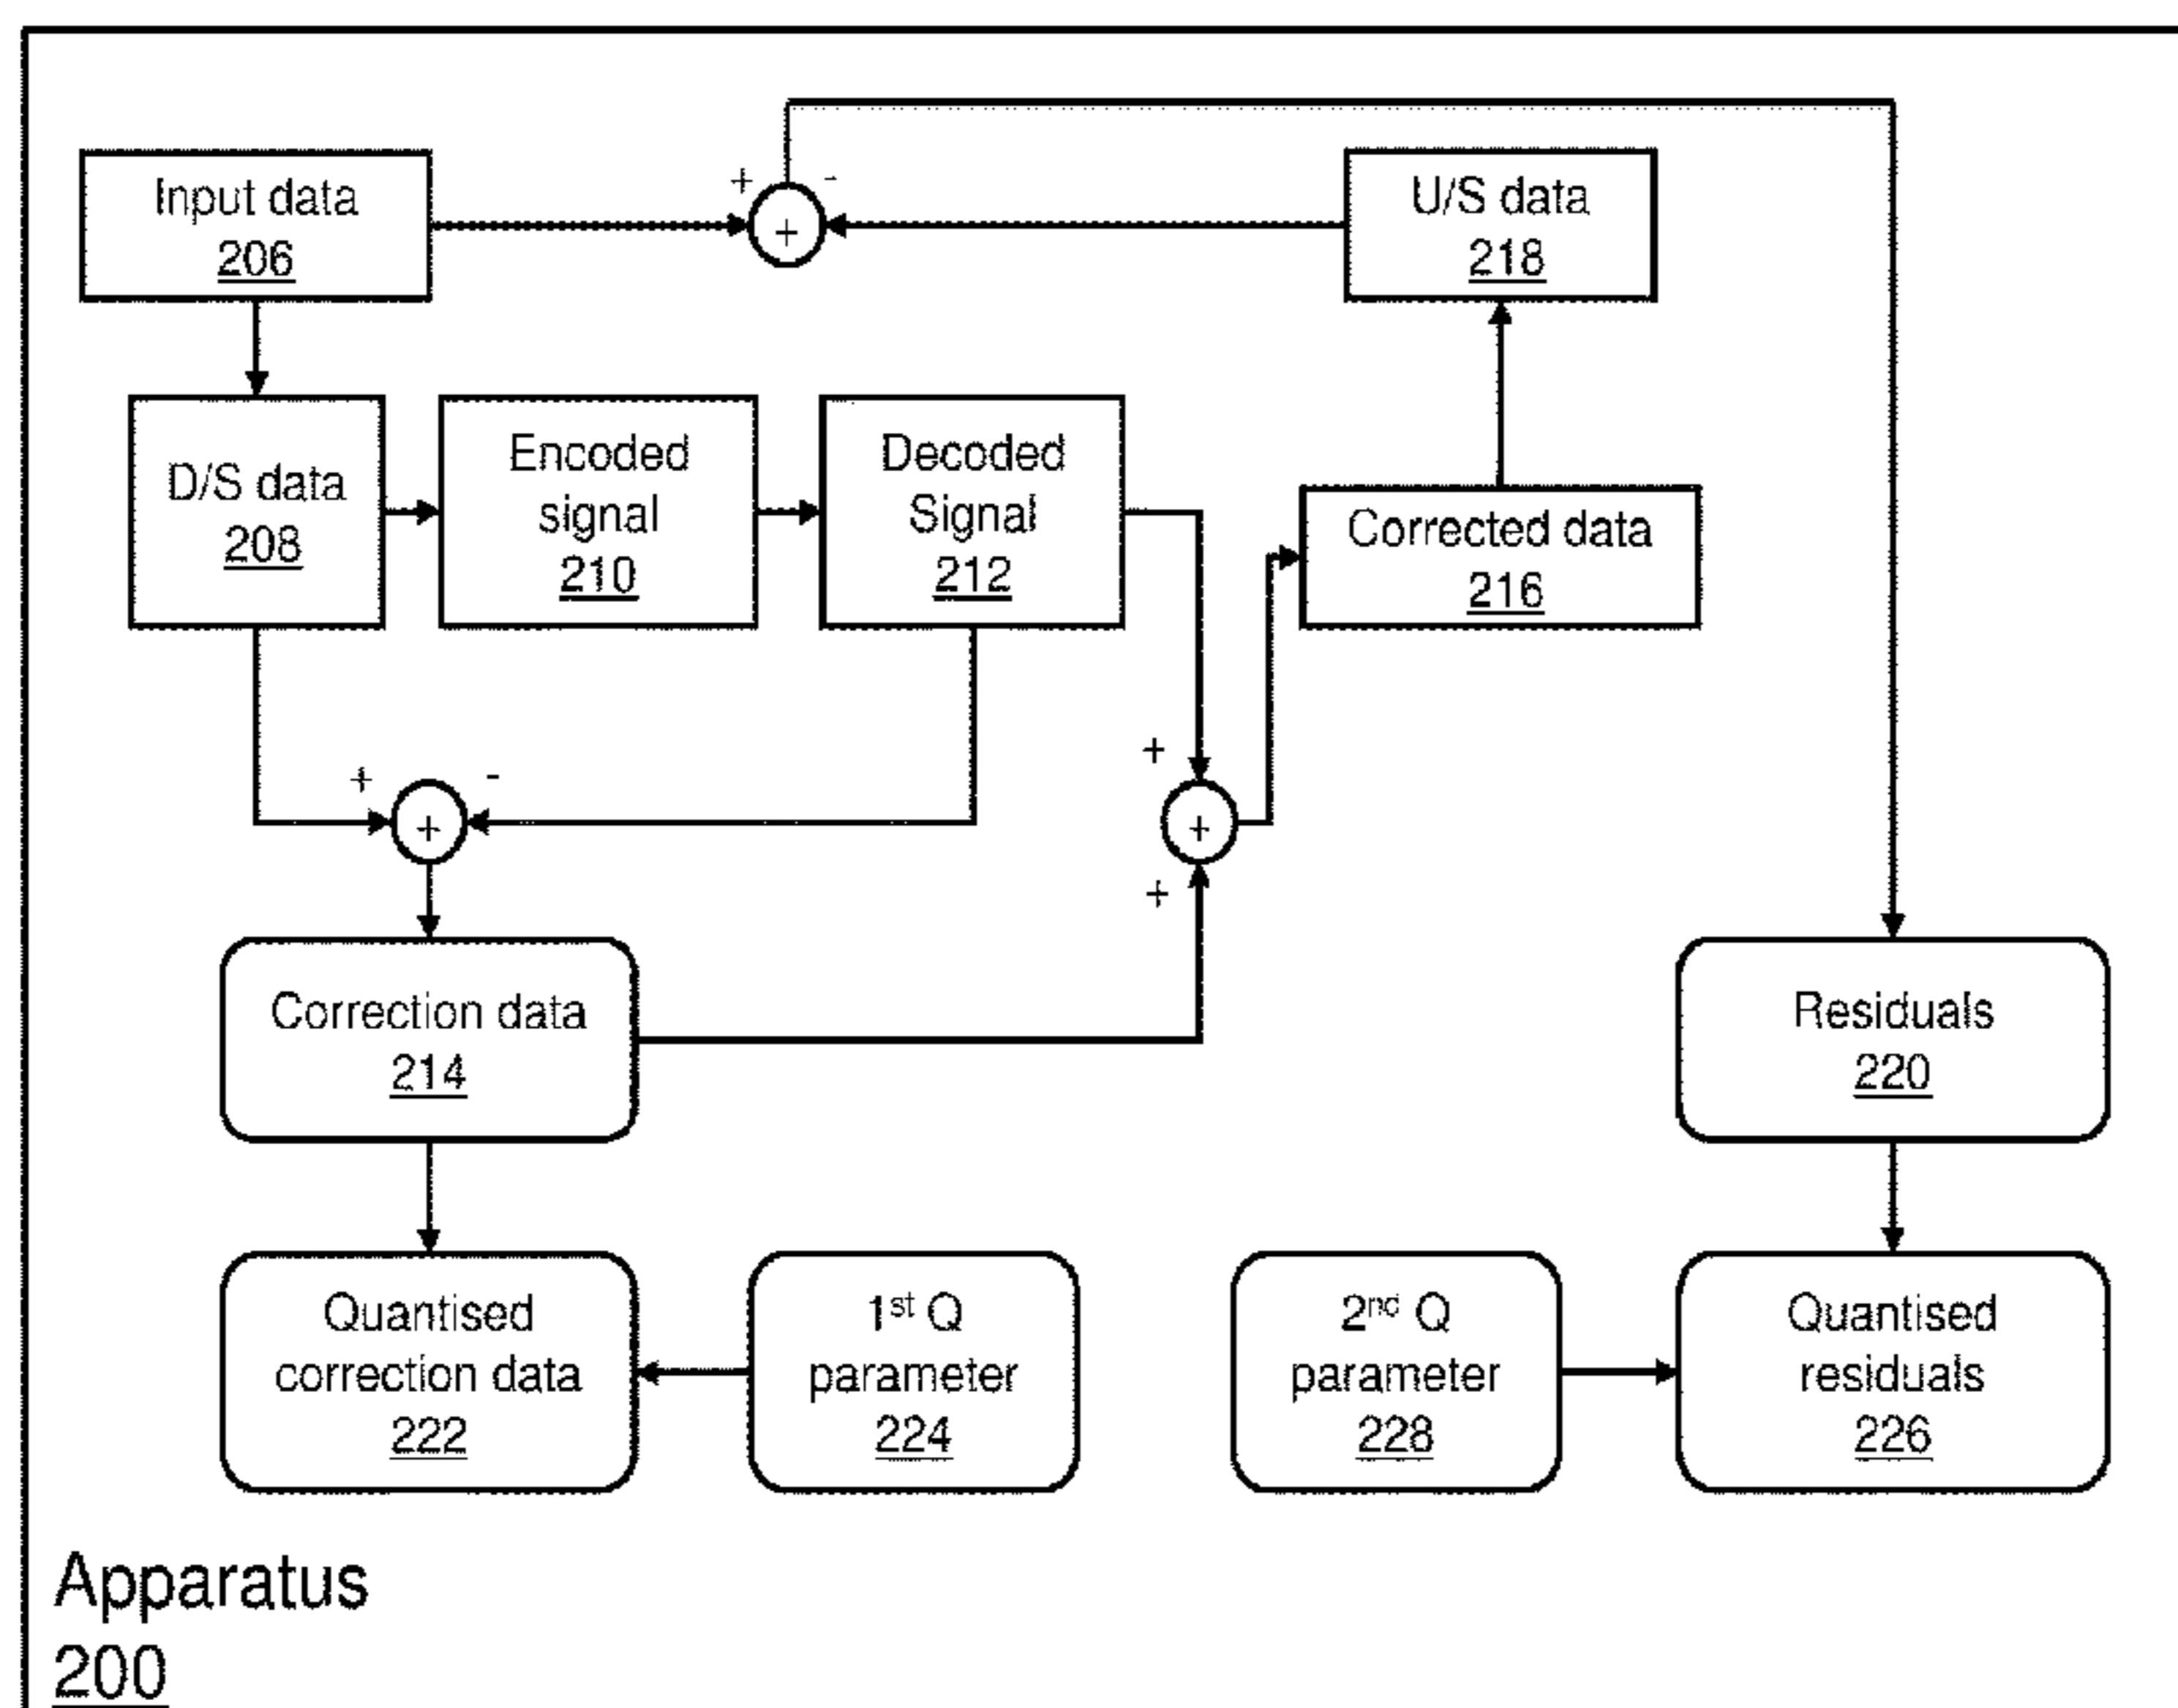 + -
Input data
206
+
U/S data
218
D/S data
208
Encoded
signal
210
Decoded
Signal
212
Corrected data
216
+
+ -
+
+
+
Correction data
214
Residuals
220
Quantised
correction data
222
1st Q
parameter
224
2nd Q
parameter
228
Quantised
residuals
226
Apparatus
200